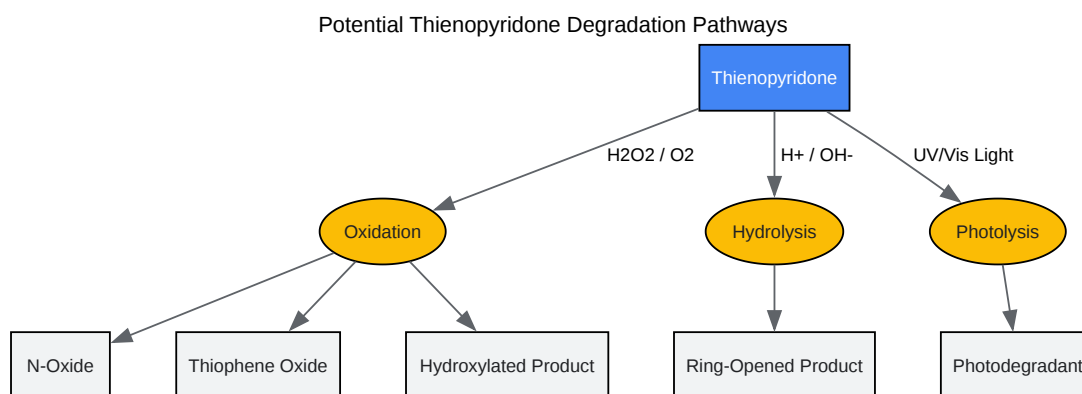 Potential Thienopyridone Degradation Pathways
Thienopyridone
H2O2 / O2
H+ / OH-
UV/Vis Light
Oxidation
Hydrolysis
Photolysis
N-Oxide
Thiophene Oxide
Hydroxylated Product
Ring-Opened Product
Photodegradant